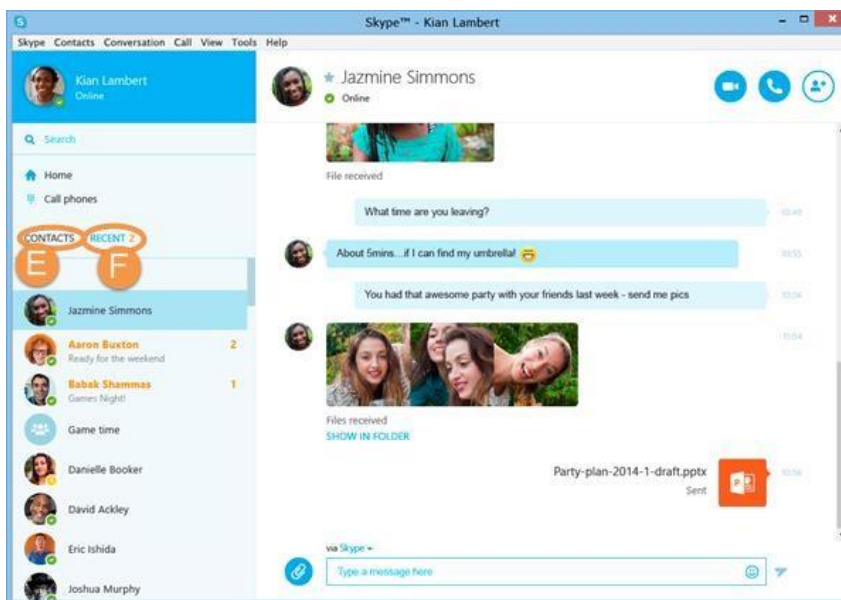 Skype™ - Kian Lambert
Skype Contacts Conversation Call View Tools Help
Kian Lambert
Online
Search
Home
Call phones
CONTACTS RECENT 2
E F
Jazmine Simmons
Aaron Buxton 2
Ready for the weekend
Babak Shammas 1
Games Night!
Game time
Danielle Booker
David Ackley
Eric Ishida
Joshua Murphy
Jazmine Simmons
Online
File received
What time are you leaving?
About 5mins...if I can find my umbrella!
You had that awesome party with your friends last week - send me pics
Files received
SHOW IN FOLDER
Party-plan-2014-1-draft.pptx
Sent
via Skype
Type a message here